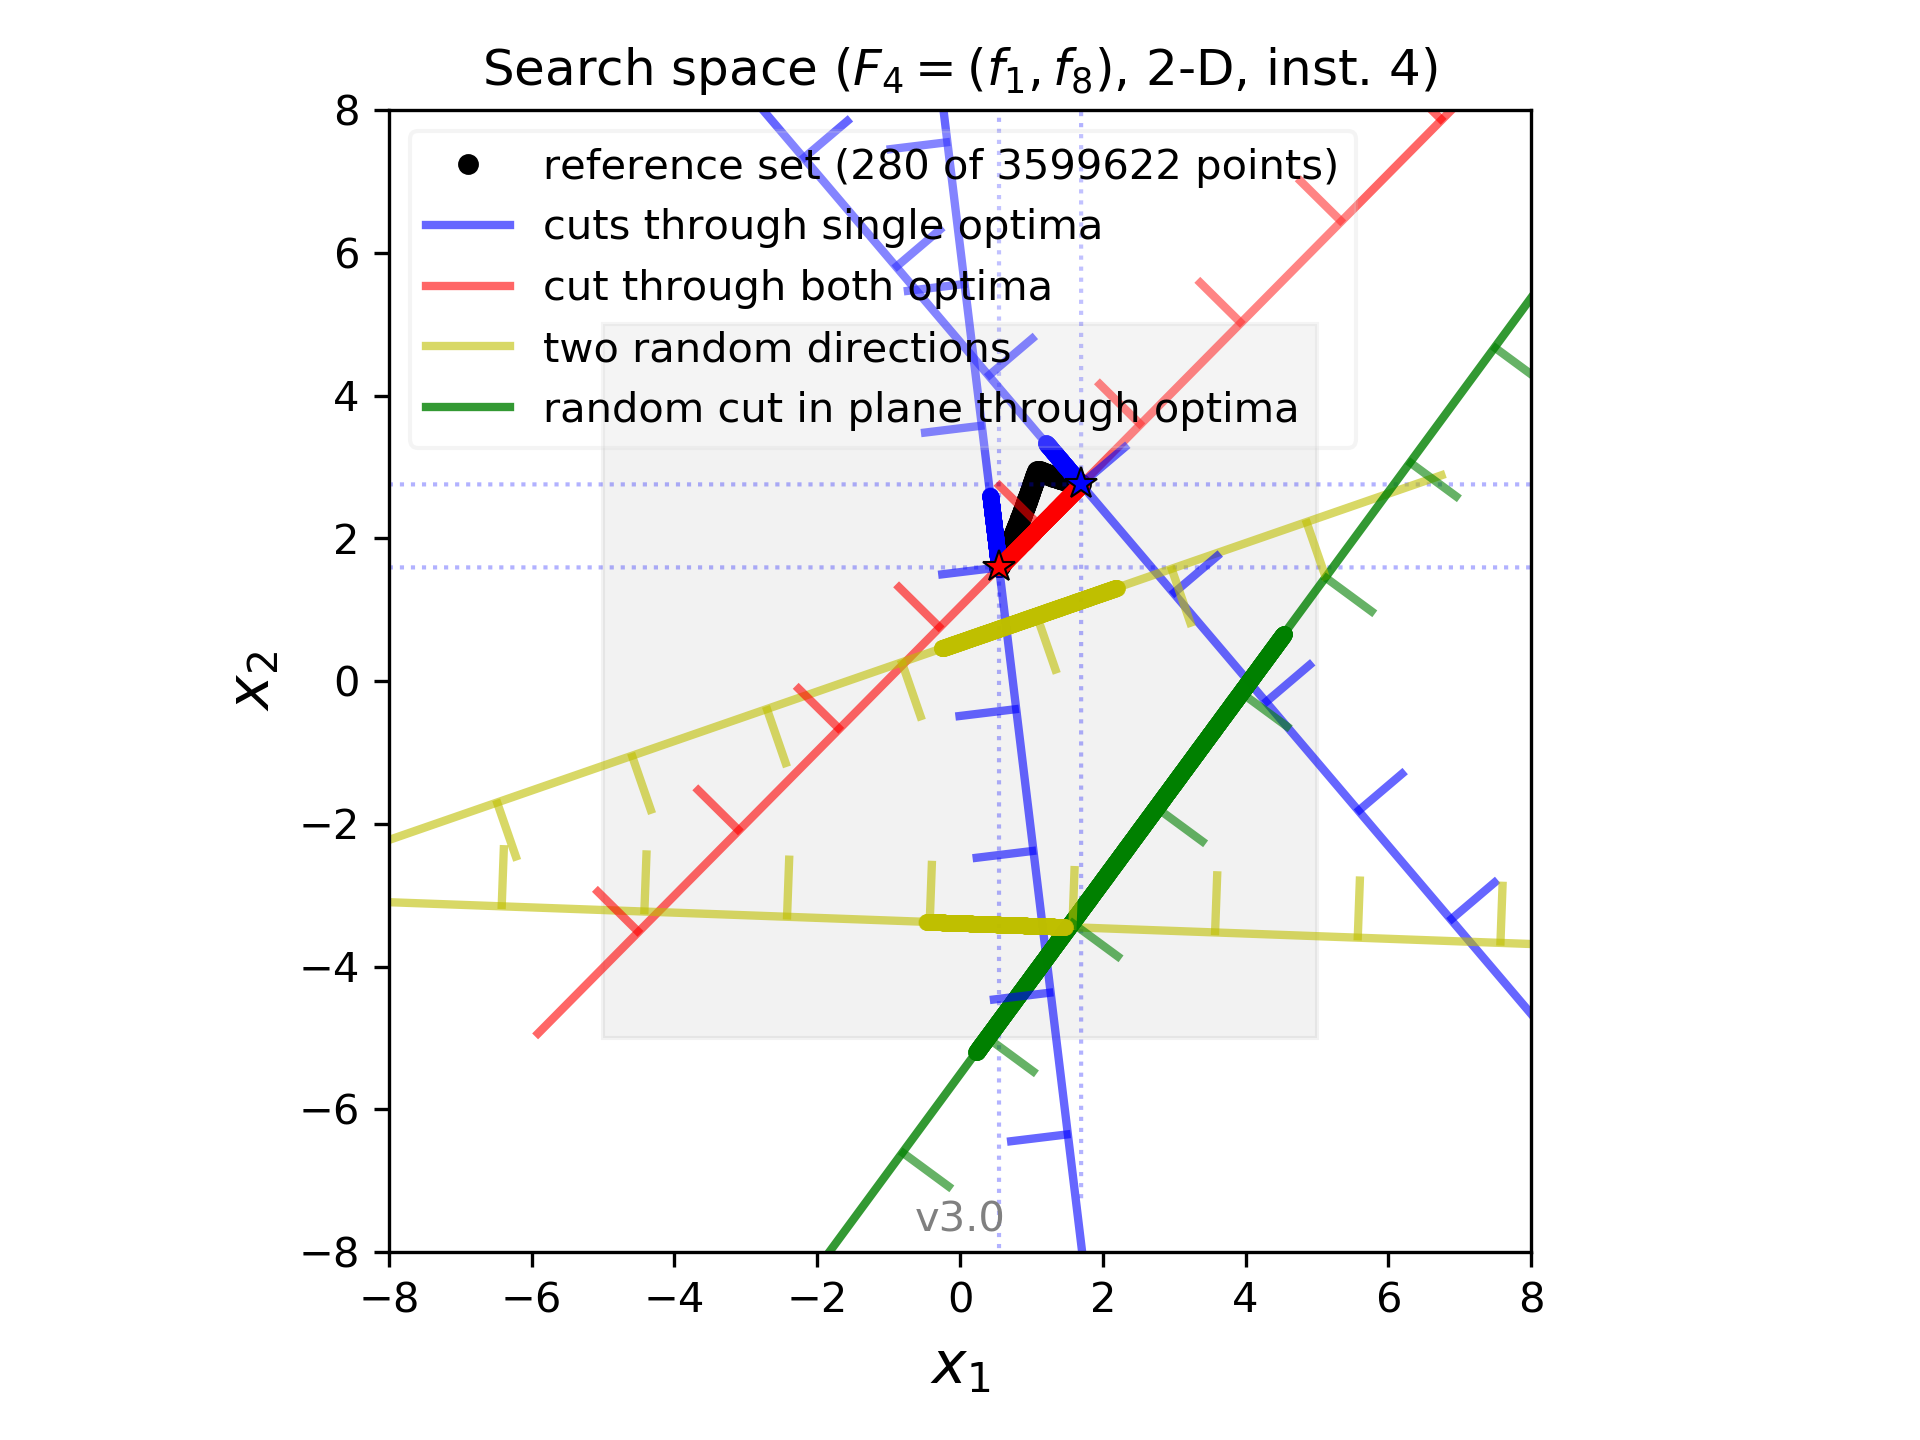 Search space (F₄ = (f₁, f₈), 2-D, inst. 4)
reference set (280 of 3599622 points)
cuts through single optima
cut through both optima
two random directions
random cut in plane through optima
8
6
4
2
0
−2
−4
−6
−8
x₂
v3.0
−8 −6 −4 −2 0 2 4 6 8
x₁